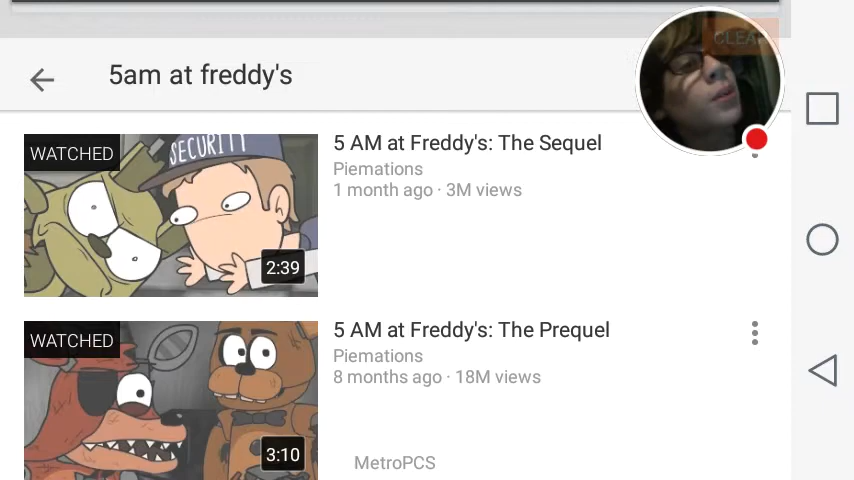 CLEAR
5am at freddy's
WATCHED
SECURITY
2:39
5 AM at Freddy's: The Sequel
Piemations
1 month ago · 3M views
WATCHED
3:10
5 AM at Freddy's: The Prequel
Piemations
8 months ago · 18M views
MetroPCS